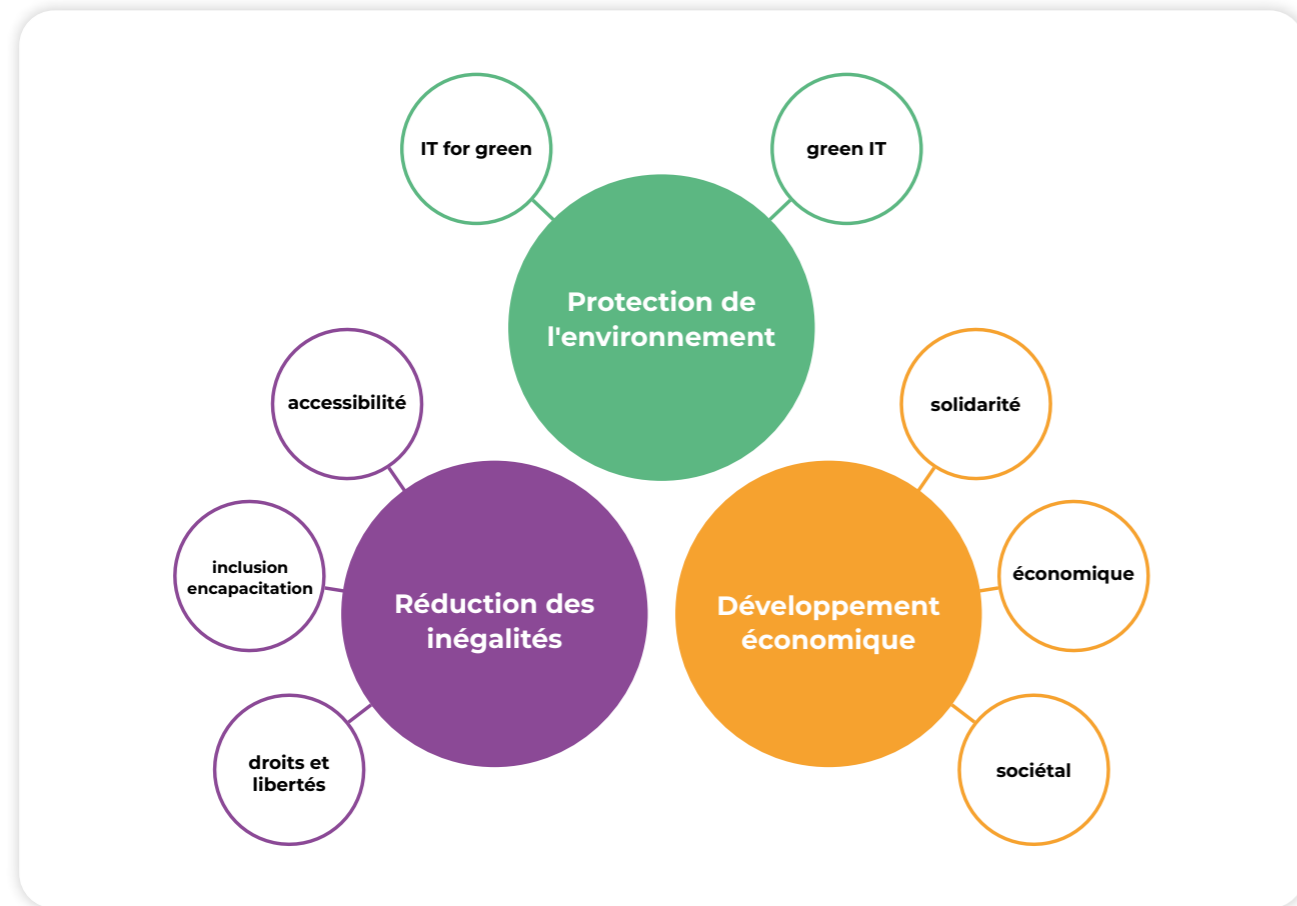 IT for green
green IT
Protection de
l'environnement
accessibilité
solidarité
inclusion
encapacitation
économique
Réduction des
inégalités
Développement
économique
droits et
libertés
sociétal